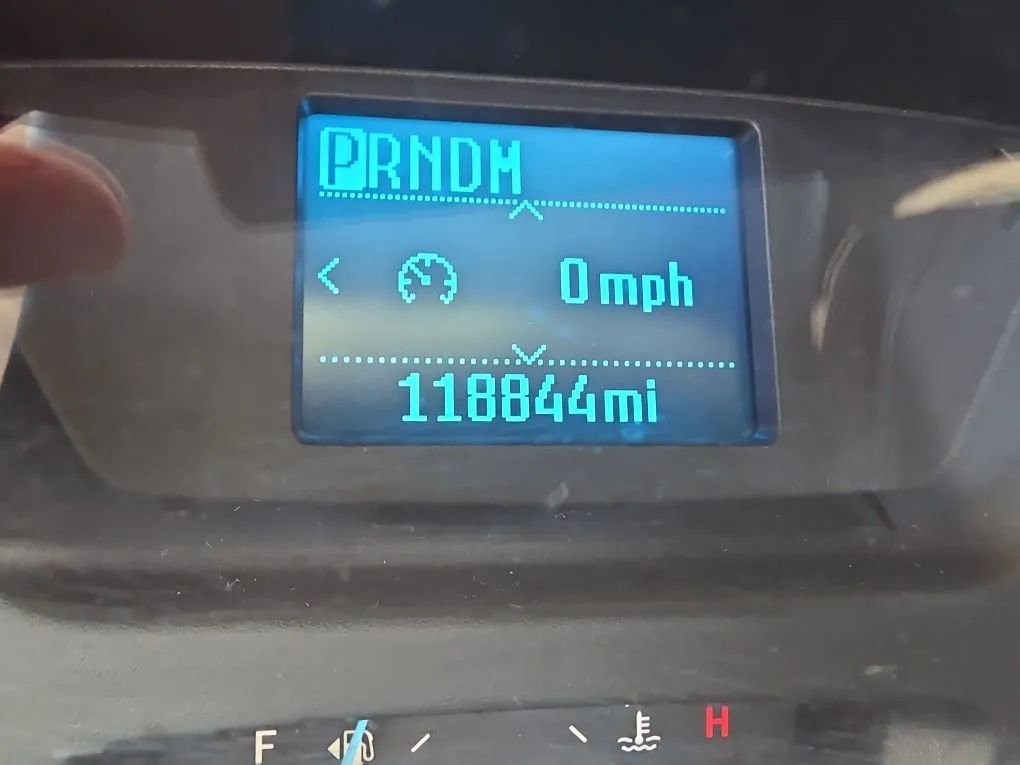 PRNDM
0 mph
118844mi
F
H